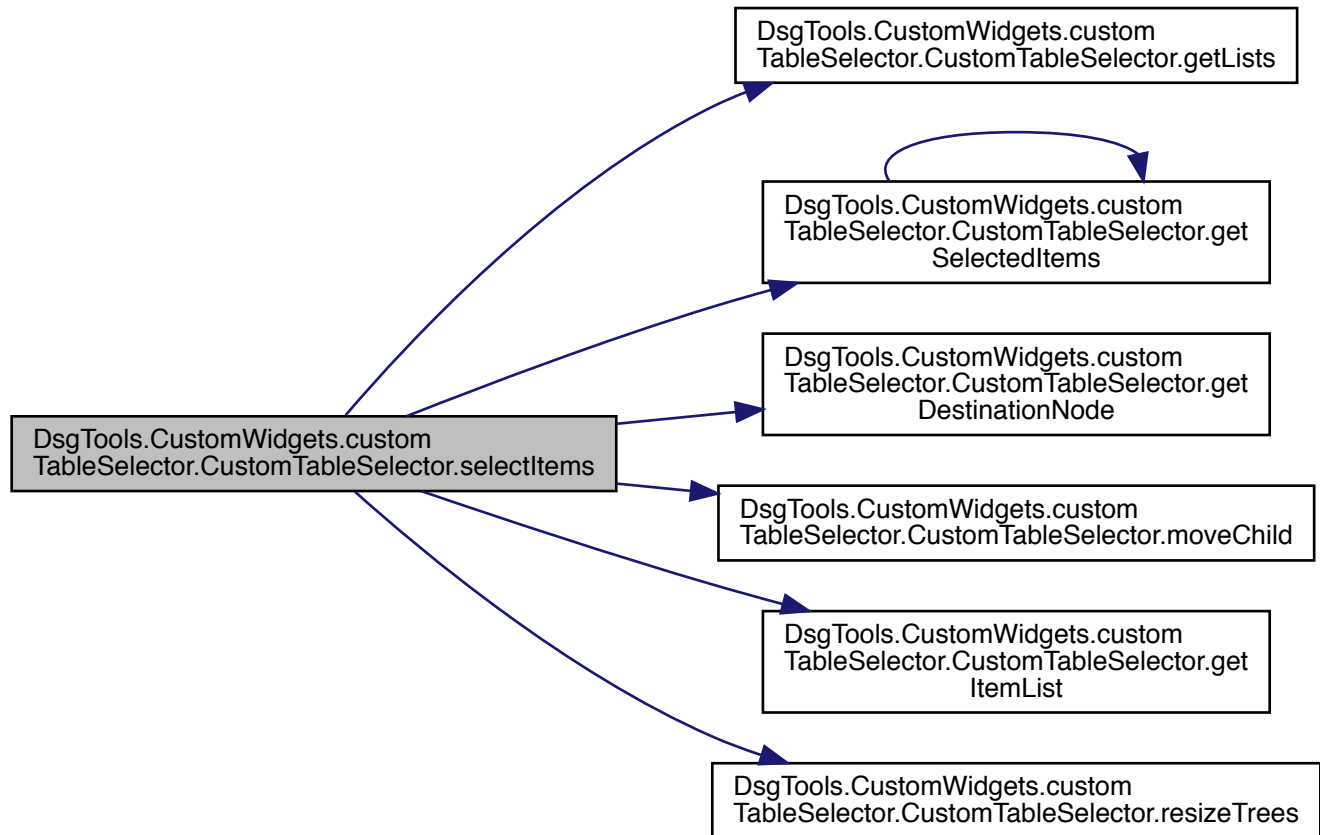 DsgTools.CustomWidgets.custom
TableSelector.CustomTableSelector.getLists
DsgTools.CustomWidgets.custom
TableSelector.CustomTableSelector.get
SelectedItems
DsgTools.CustomWidgets.custom
TableSelector.CustomTableSelector.get
DestinationNode
DsgTools.CustomWidgets.custom
TableSelector.CustomTableSelector.selectItems
DsgTools.CustomWidgets.custom
TableSelector.CustomTableSelector.moveChild
DsgTools.CustomWidgets.custom
TableSelector.CustomTableSelector.get
ItemList
DsgTools.CustomWidgets.custom
TableSelector.CustomTableSelector.resizeTrees